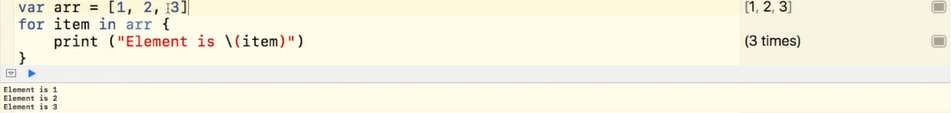 var arr = [1, 2, 3]
[1, 2, 3]
for item in arr {
print ("Element is \(item)")
(3 times)
}
Element is 1
Element is 2
Element is 3